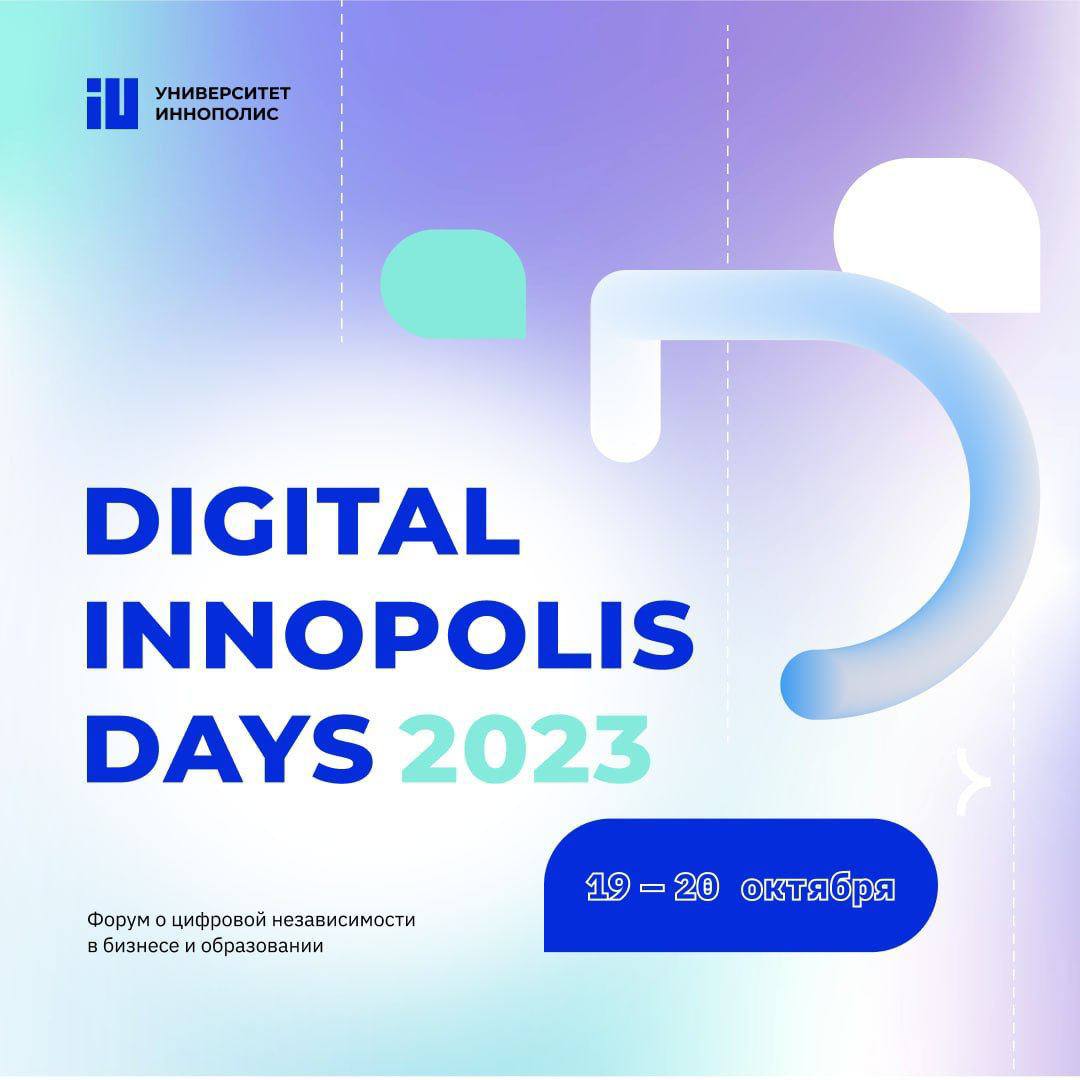 УНИВЕРСИТЕТ
ИННОПОЛИС
DIGITAL
INNOPOLIS
DAYS 2023
19 — 20 октября
Форум о цифровой независимости
в бизнесе и образовании